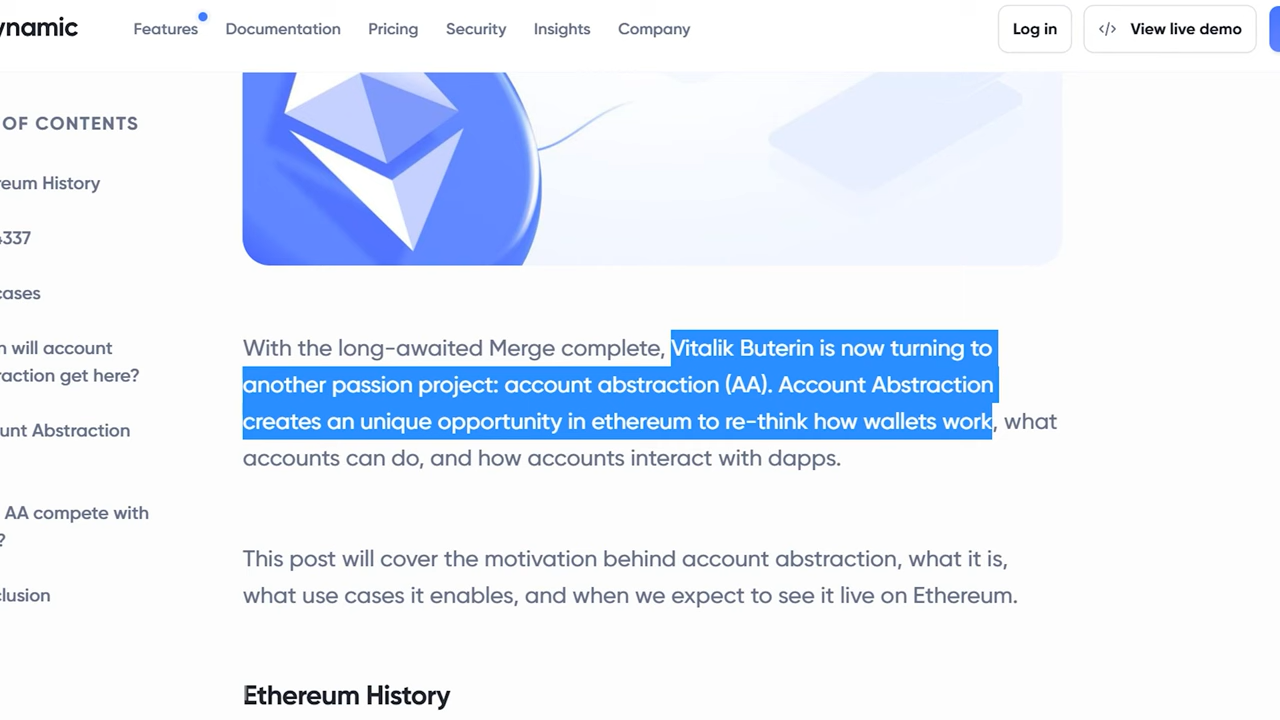 ynamic
Features
Documentation
Pricing
Security
Insights
Company
Log in
</> View live demo
OF CONTENTS
reum History
4337
cases
n will account
raction get here?
unt Abstraction
AA compete with
?
clusion
With the long-awaited Merge complete, Vitalik Buterin is now turning to
another passion project: account abstraction (AA). Account Abstraction
creates an unique opportunity in ethereum to re-think how wallets work, what
accounts can do, and how accounts interact with dapps.
This post will cover the motivation behind account abstraction, what it is,
what use cases it enables, and when we expect to see it live on Ethereum.
Ethereum History